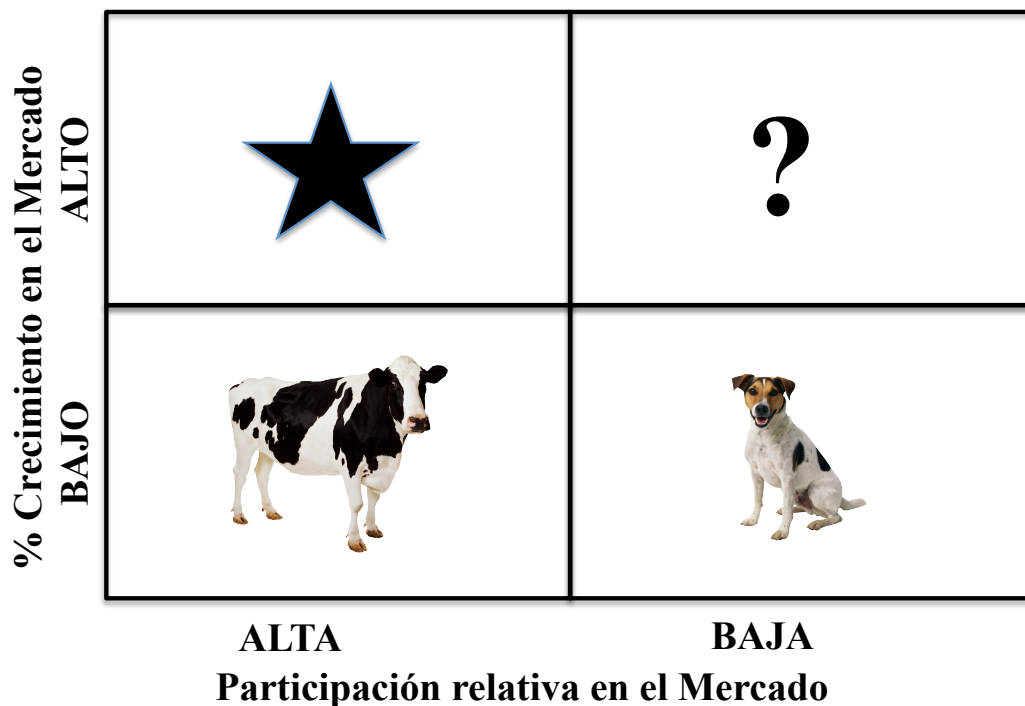 % Crecimiento en el Mercado
ALTO
BAJO
?
ALTA
BAJA
Participación relativa en el Mercado